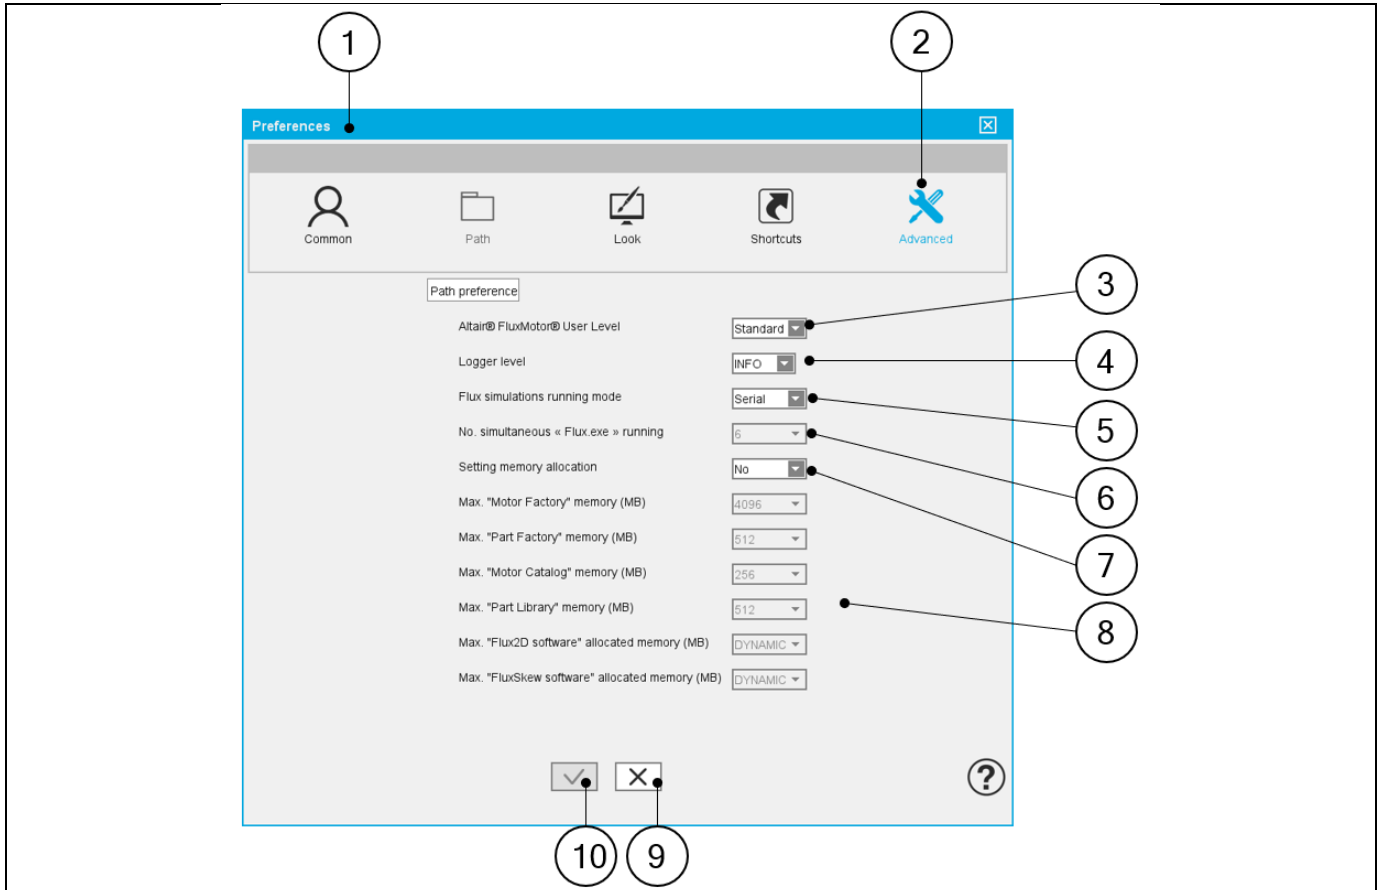 1
2
Preferences
Common
Path
Look
Shortcuts
Advanced
Path preference
Altair® FluxMotor® User Level Standard
3
Logger level INFO
4
Flux simulations running mode Serial
5
No. simultaneous « Flux.exe » running 6
6
Setting memory allocation No
7
Max. "Motor Factory" memory (MB) 4096
Max. "Part Factory" memory (MB) 512
Max. "Motor Catalog" memory (MB) 256
Max. "Part Library" memory (MB) 512
8
Max. "Flux2D software" allocated memory (MB) DYNAMIC
Max. "FluxSkew software" allocated memory (MB) DYNAMIC
?
10
9